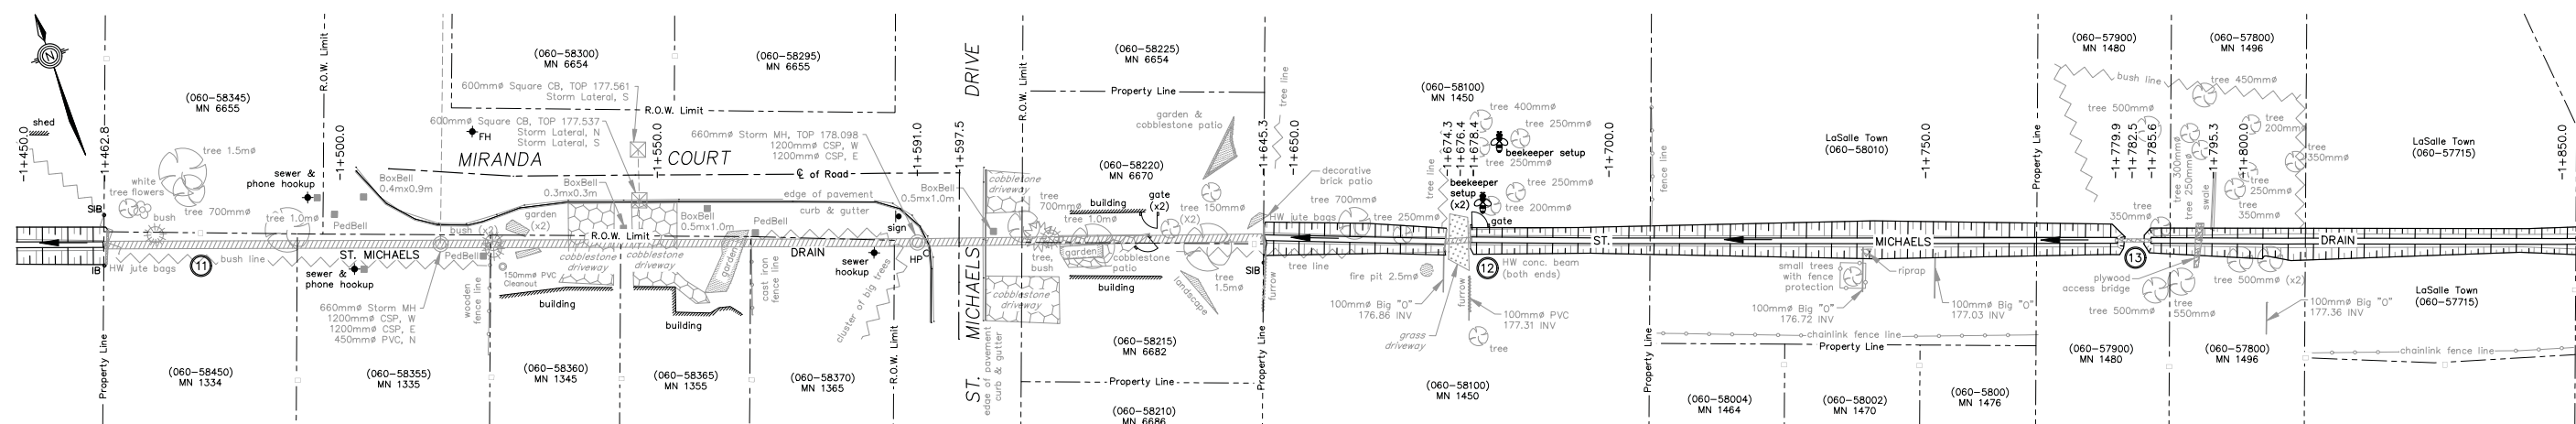 N
shed
1+450.0
1+462.8
(060-58345)
MN 6655
R.O.W. Limit
1+500.0
tree 1.5mø
white
tree flowers
SIB
bush
tree 700mmø
sewer &
phone hookup
tree 1.0mø
BoxBell
0.4mx0.9m
PedBell
IB
HW jute bags
11
bush line
ST. MICHAELS
sewer &
phone hookup
bush (x2)
PedBell
660mmø Storm MH
1200mmø CSP, W
1200mmø CSP, E
450mmø PVC, N
Property Line
(060-58450)
MN 1334
(060-58355)
MN 1335
(060-58300)
MN 6654
(060-58295)
MN 6655
600mmø Square CB, TOP 177.561
Storm Lateral, S
R.O.W. Limit
600mmø Square CB, TOP 177.537
Storm Lateral, N
Storm Lateral, S
FH
1+550.0
660mmø Storm MH, TOP 178.098
1200mmø CSP, W
1200mmø CSP, E
1+591.0
1+597.5
MIRANDA COURT
℄ of Road
BoxBell
0.3mx0.3m
edge of pavement
curb & gutter
BoxBell
0.5mx1.0m
garden
(x2)
BoxBell
0.5mx1.0m
PedBell
sign
R.O.W. Limit
DRAIN
HP
sewer
hookup
150mmø PVC
Cleanout
cobblestone
driveway
cobblestone
driveway
garden
building
building
wooden
fence line
cast iron
fence line
cluster of big trees
R.O.W. Limit
(060-58360)
MN 1345
(060-58365)
MN 1355
(060-58370)
MN 1365
ST. MICHAELS DRIVE
edge of pavement
curb & gutter
R.O.W. Limit
(060-58225)
MN 6654
Property Line
garden &
cobblestone patio
tree line
(060-58220)
MN 6670
cobblestone
driveway
tree
700mmø
building
gate
(x2)
tree 1.0mø
tree 150mmø
(x2)
tree,
bush
garden
cobblestone
patio
building
landscape
tree
1.5mø
cobblestone
driveway
(060-58215)
MN 6682
Property Line
(060-58210)
MN 6686
1+645.3
1+650.0
decorative
brick patio
HW jute bags
tree 700mmø
tree 250mmø
SIB
furrow
tree line
Property Line
(060-58100)
MN 1450
1+674.3
1+676.4
1+678.4
tree 400mmø
tree 250mmø
beekeeper setup
tree 250mmø
tree line
beekeeper
setup
(x2)
tree 250mmø
tree 200mmø
gate
1+700.0
fence line
fire pit 2.5mø
12
HW conc. beam
(both ends)
100mmø Big "O"
176.86 INV
furrow
100mmø PVC
177.31 INV
grass
driveway
tree
(060-58100)
MN 1450
ST.
MICHAELS
Property Line
LaSalle Town
(060-58010)
1+750.0
small trees
with fence
protection
riprap
100mmø Big "O"
176.72 INV
100mmø Big "O"
177.03 INV
chainlink fence line
Property Line
(060-58004)
MN 1464
(060-58002)
MN 1470
(060-5800)
MN 1476
Property Line
(060-57900)
MN 1480
(060-57800)
MN 1496
bush line
tree 450mmø
tree 500mmø
1+779.9
1+782.5
1+785.6
tree 300mmø
tree 250mmø
1+795.3
1+800.0
tree
200mmø
tree
350mmø
swale
tree
250mmø
tree
350mmø
tree
350mmø
13
plywood
access bridge
tree 500mmø
tree
550mmø
tree 500mmø (x2)
100mmø Big "O"
177.36 INV
DRAIN
(060-57900)
MN 1480
(060-57800)
MN 1496
LaSalle Town
(060-57715)
1+850.0
LaSalle Town
(060-57715)
chainlink fence line